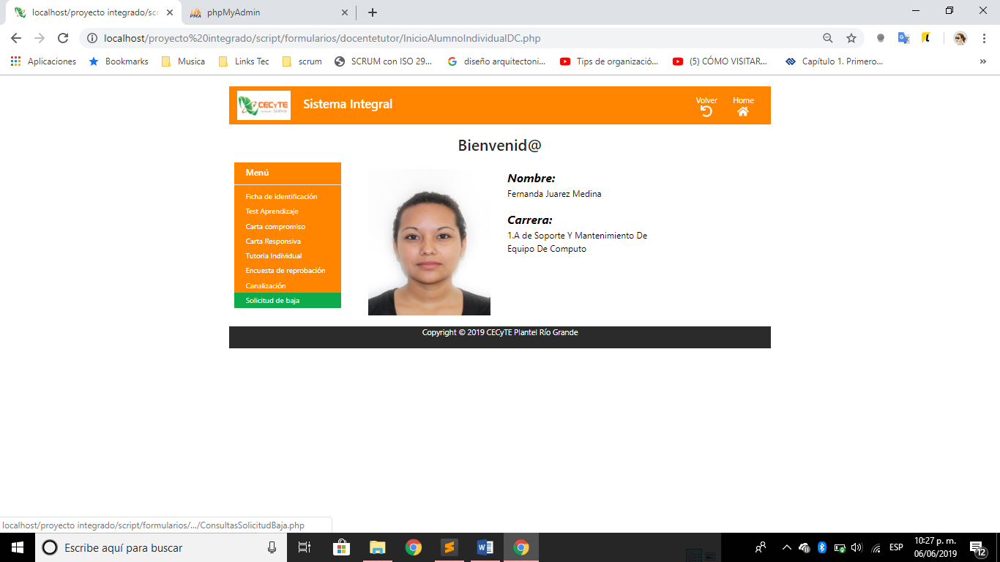 localhost/proyecto integrado/scr
phpMyAdmin
localhost/proyecto%20integrado/script/formularios/docentetutor/InicioAlumnoIndividualDC.php
Aplicaciones
Bookmarks
Musica
Links Tec
scrum
SCRUM con ISO 29...
diseño arquitectoni...
Tips de organizació...
(5) CÓMO VISITAR...
Capítulo 1. Primero...
»
CECyTE
Sistema Integral
Volver
Home
Bienvenid@
Menú
Ficha de identificación
Test Aprendizaje
Carta compromiso
Carta Responsiva
Tutoria Individual
Encuesta de reprobación
Canalización
Solicitud de baja
Nombre:
Fernanda Juarez Medina
Carrera:
1.A de Soporte Y Mantenimiento De
Equipo De Computo
Copyright © 2019 CECyTE Plantel Río Grande
localhost/proyecto integrado/script/formularios/.../ConsultasSolicitudBaja.php
Escribe aquí para buscar
ESP
10:27 p. m.
06/06/2019
12